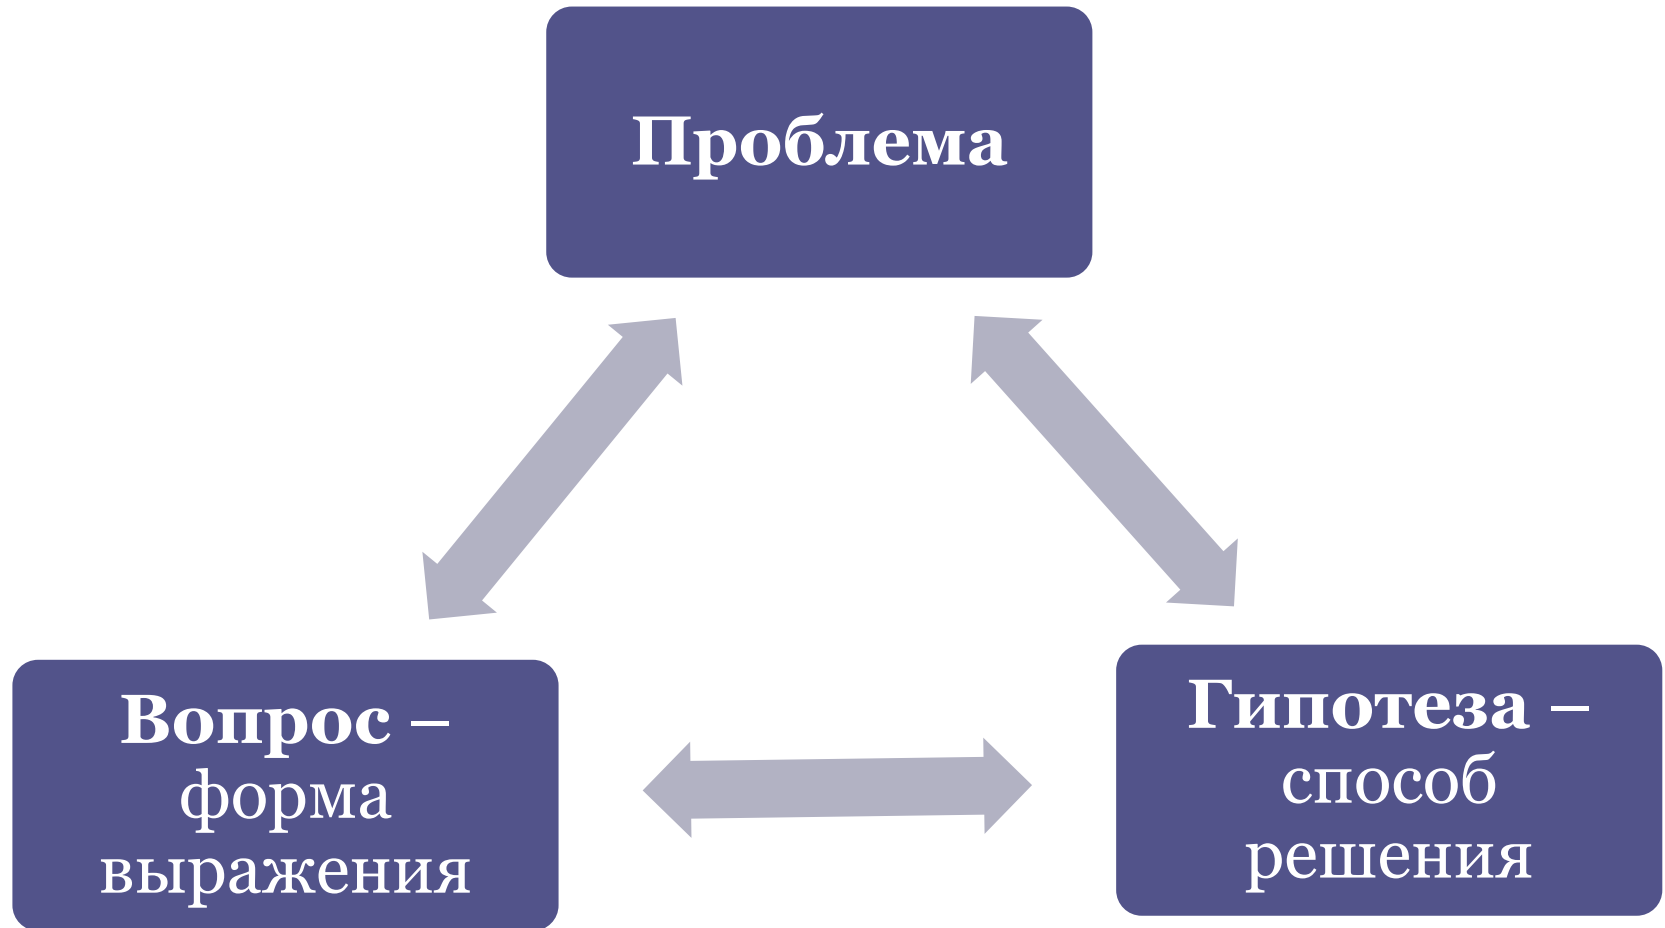 Проблема
Вопрос –
форма
выражения
Гипотеза –
способ
решения